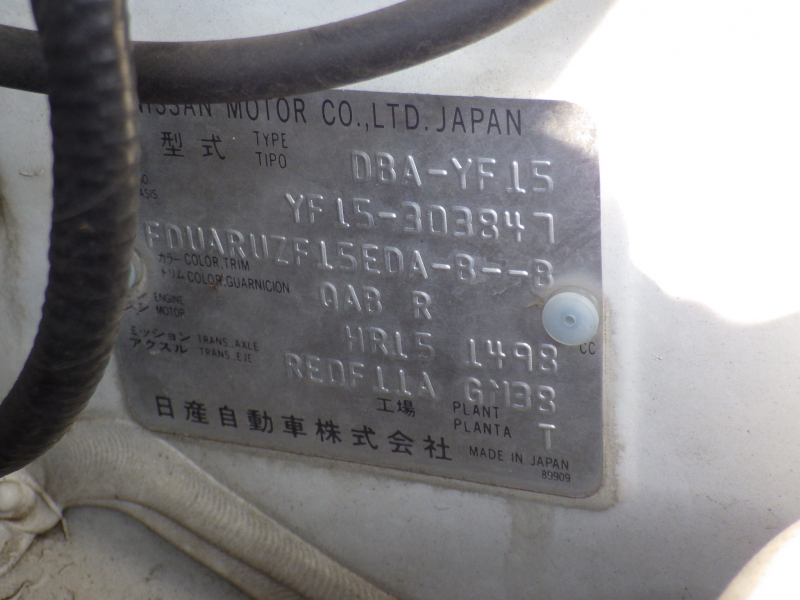 NISSAN MOTOR CO.,LTD. JAPAN
型式 TYPE TIPO DBA-YF15
YF15-303847
FDUARUZF15EDA-B--B
カラー COLOR,TRIM
トリム COLOR,GUARNICION QAB R
ENGINE
MOTOR HR15 1498 CC
ミッション TRANS. AXLE
アクスル TRANS. EJE RE0F11A GM38
工場 PLANT
PLANTA T
日産自動車株式会社 MADE IN JAPAN
89909